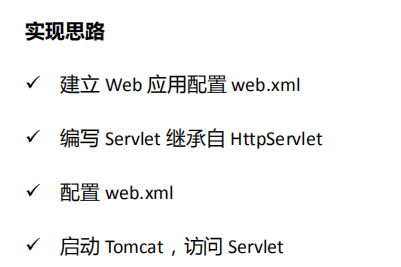 实现思路
✓ 建立 Web 应用配置 web.xml
✓ 编写 Servlet 继承自 HttpServlet
✓ 配置 web.xml
✓ 启动 Tomcat，访问 Servlet